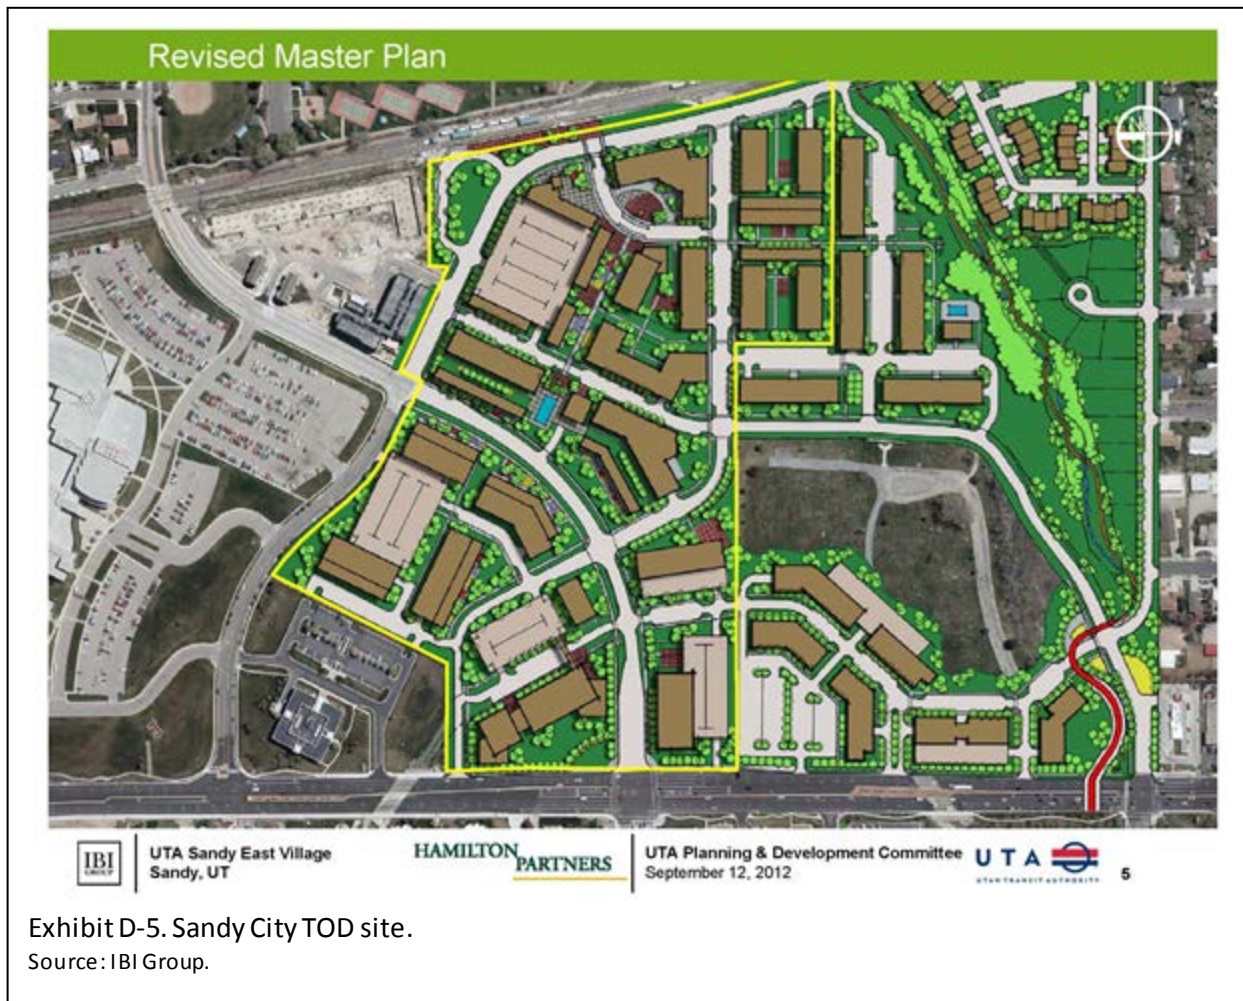 Revised Master Plan
IBI
GROUP
UTA Sandy East Village
Sandy, UT
HAMILTON
PARTNERS
UTA Planning & Development Committee
September 12, 2012
UTA
UTAH TRANSIT AUTHORITY
5
Exhibit D-5. Sandy City TOD site.
Source: IBI Group.